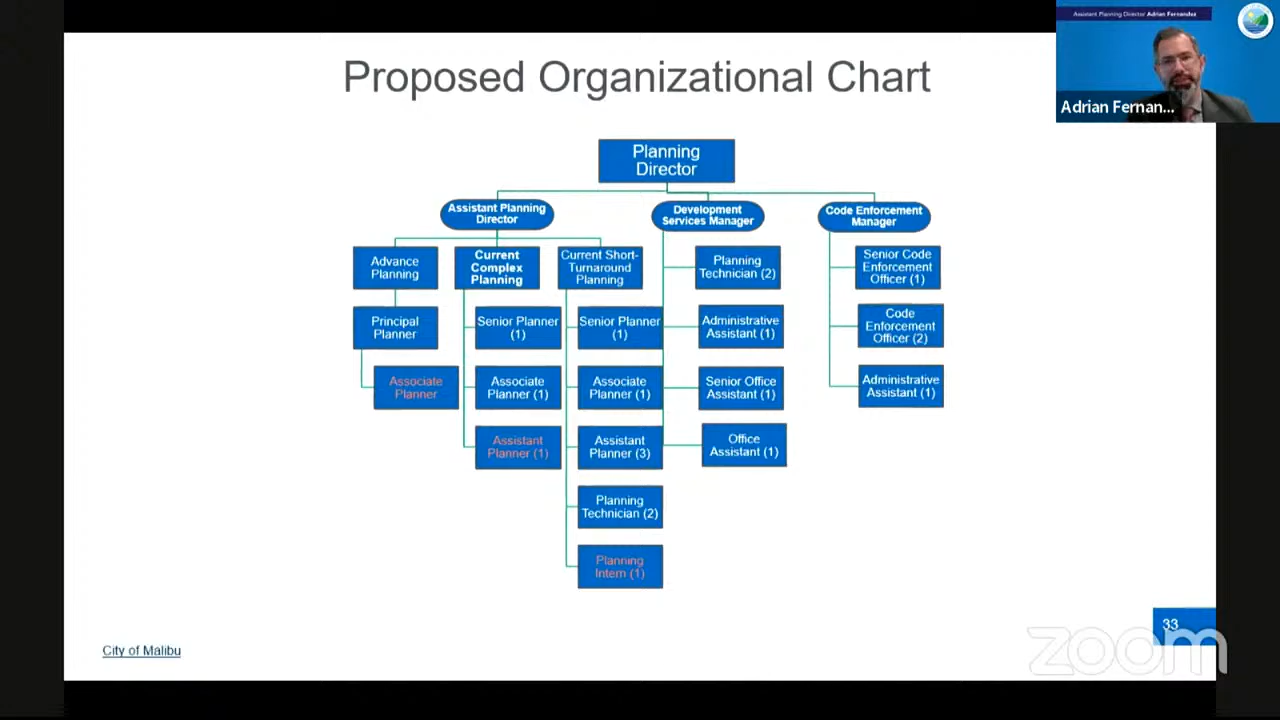 Assistant Planning Director Adrian Fernandez
Adrian Fernan...
Proposed Organizational Chart
Planning
Director
Assistant Planning
Director
Development
Services Manager
Code Enforcement
Manager
Advance
Planning
Current
Complex
Planning
Current Short-
Turnaround
Planning
Planning
Technician (2)
Senior Code
Enforcement
Officer (1)
Principal
Planner
Senior Planner
(1)
Senior Planner
(1)
Administrative
Assistant (1)
Code
Enforcement
Officer (2)
Associate
Planner
Associate
Planner (1)
Associate
Planner (1)
Senior Office
Assistant (1)
Administrative
Assistant (1)
Assistant
Planner (1)
Assistant
Planner (3)
Office
Assistant (1)
Planning
Technician (2)
Planning
Intern (1)
33
City of Malibu
zoom